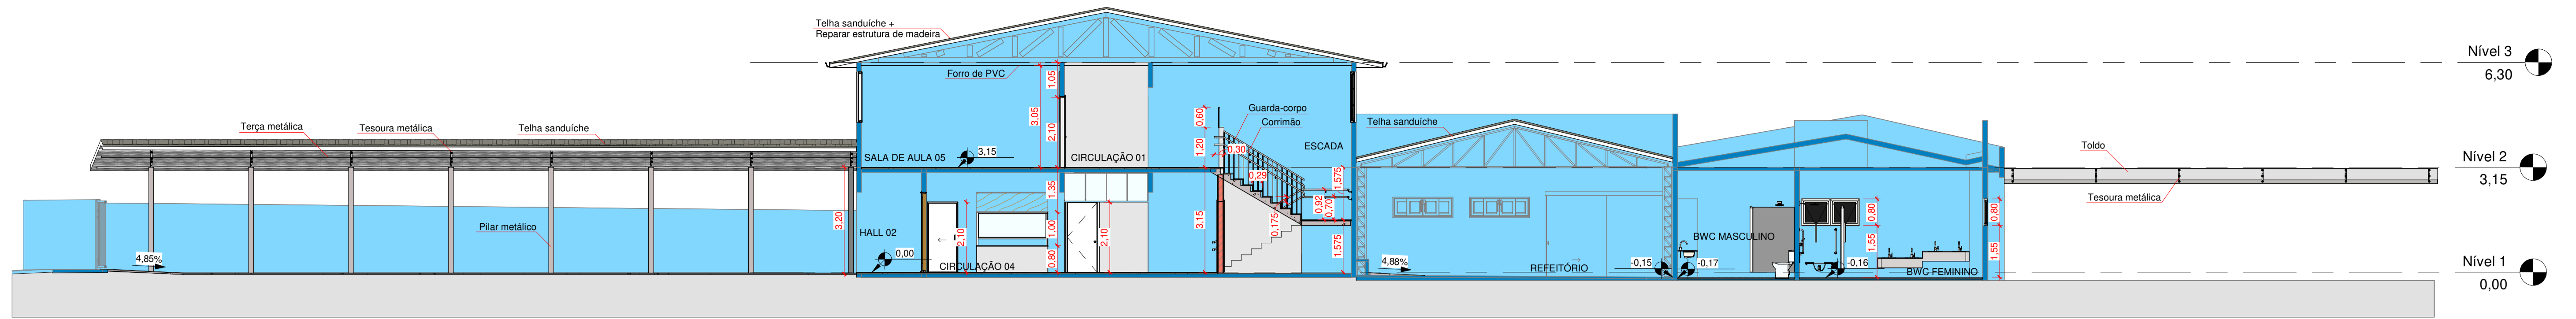 Telha sanduíche +
Reparar estrutura de madeira
Nível 3
6,30
Forro de PVC
1,05
3,05
2,10
Guarda-corpo
Corrimão
0,60
1,20
0,30
ESCADA
Terça metálica
Tesoura metálica
Telha sanduíche
Telha sanduíche
SALA DE AULA 05
3,15
CIRCULAÇÃO 01
Toldo
Nível 2
3,15
0,29
1,575
1,35
0,92
0,70
Tesoura metálica
3,20
Pilar metálico
HALL 02
2,10
1,00
2,10
3,15
0,175
0,80
1,55
0,80
1,55
BWC MASCULINO
4,85%
0,00
0,80
CIRCULAÇÃO 04
1,575
4,88%
REFEITÓRIO
-0,15
-0,17
-0,16
BWC FEMININO
Nível 1
0,00